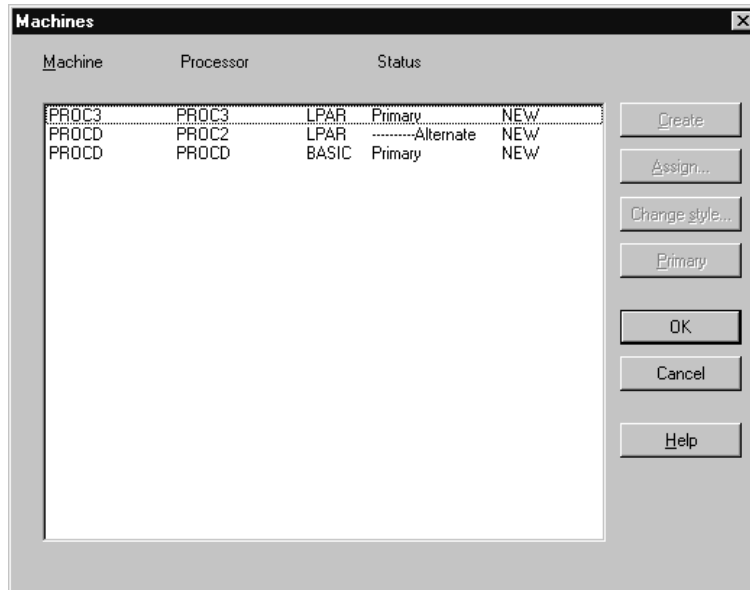 Machines
Machine Processor Status
PROC3 PROC3 LPAR Primary NEW
PROCD PROC2 LPAR ---------Alternate NEW
PROCD PROCD BASIC Primary NEW
Create
Assign...
Change style...
Primary
OK
Cancel
Help